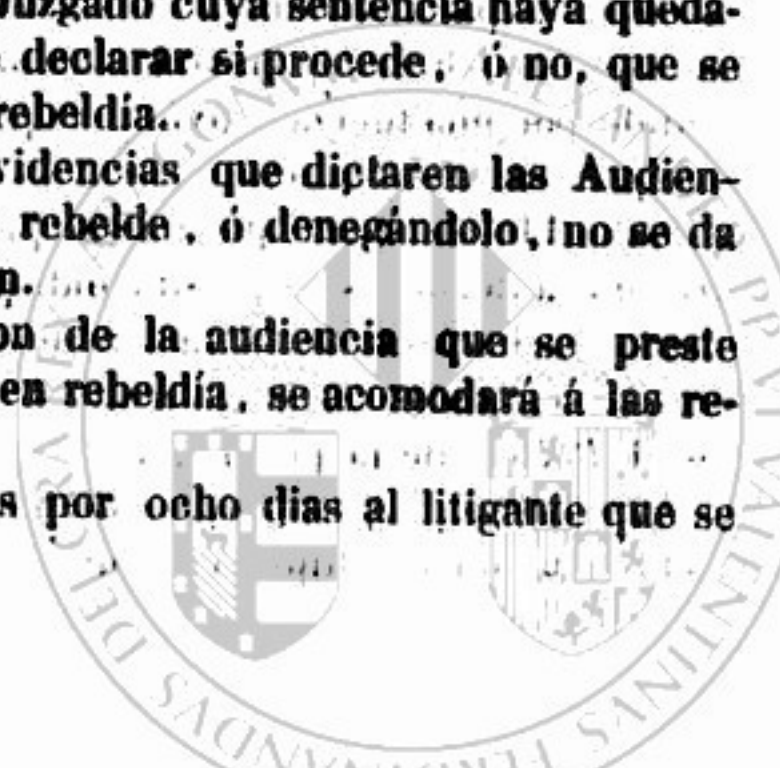 Juzgado cuya sentencia haya queda-
declarar si procede, ó no, que se
rebeldía.
videncias que dictaren las Audien-
rebelde, ó denegándolo, no se da
n.
on de la audiencia que se preste
en rebeldía, se acomodará á las re-
s por ocho dias al litigante que se